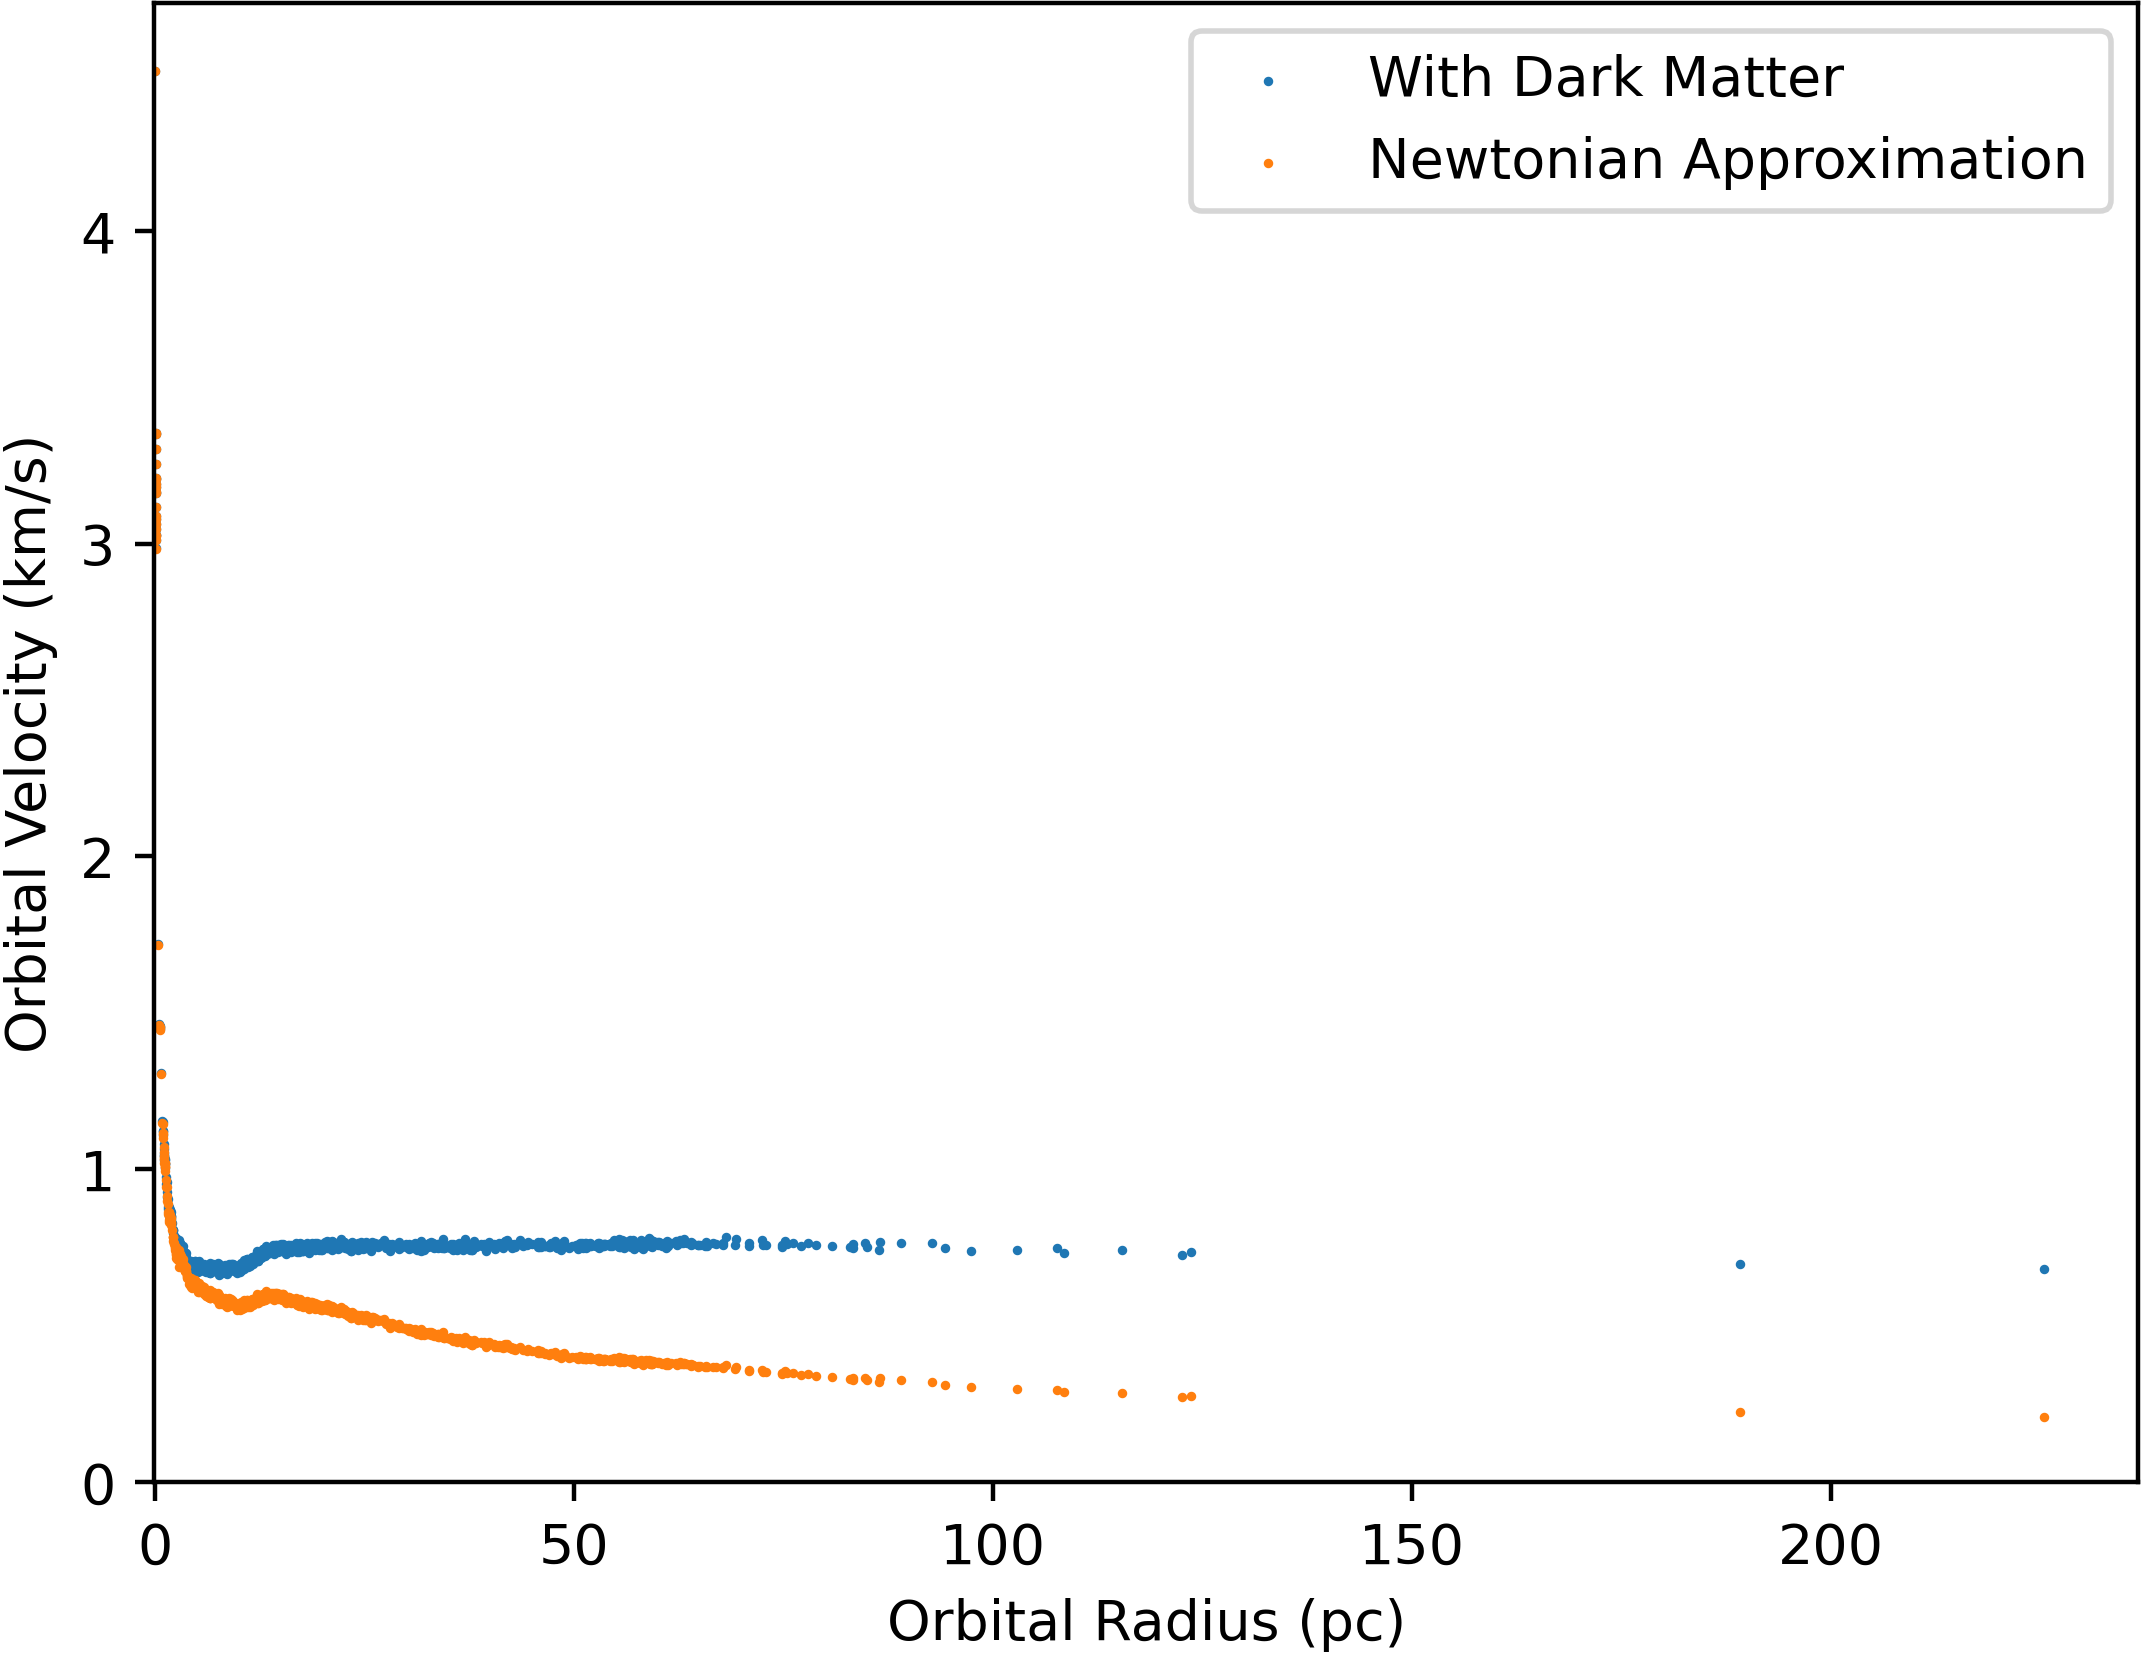 With Dark Matter
Newtonian Approximation
Orbital Velocity (km/s)
4
3
2
1
0
0 50 100 150 200
Orbital Radius (pc)